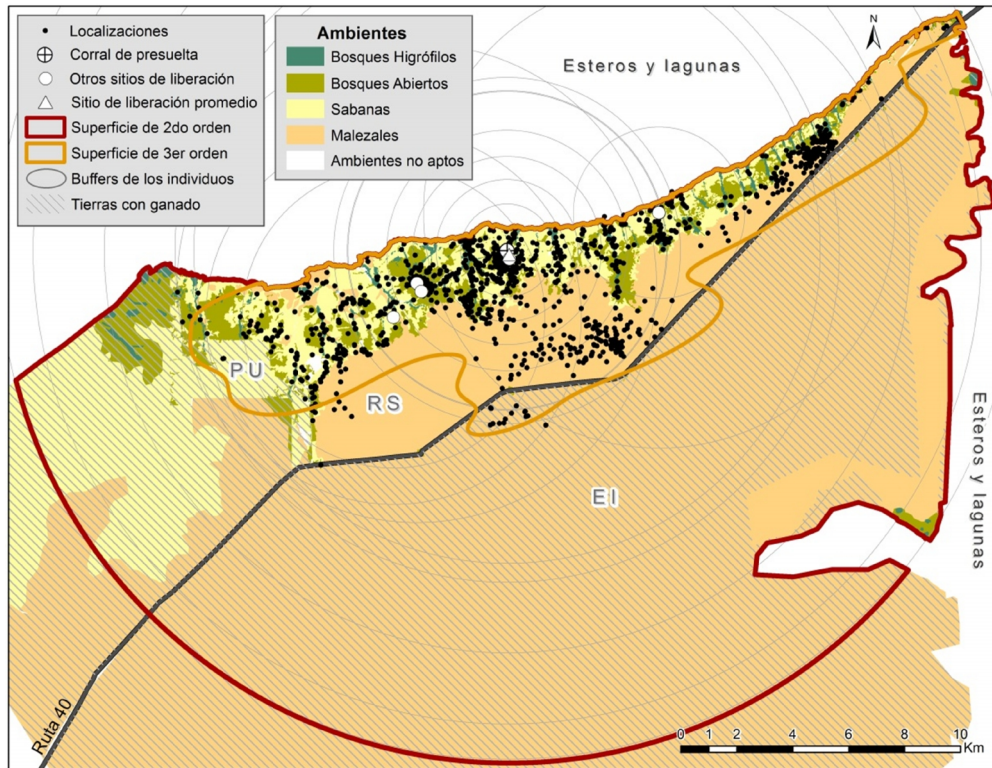 Localizaciones
Corral de presuelta
Otros sitios de liberación
Sitio de liberación promedio
Superficie de 2do orden
Superficie de 3er orden
Buffers de los individuos
Tierras con ganado
Ambientes
Bosques Higrófilos
Bosques Abiertos
Sabanas
Malezales
Ambientes no aptos
N
Esteros y lagunas
PU
RS
EI
Esteros y lagunas
Ruta 40
0 1 2 4 6 8 10
Km